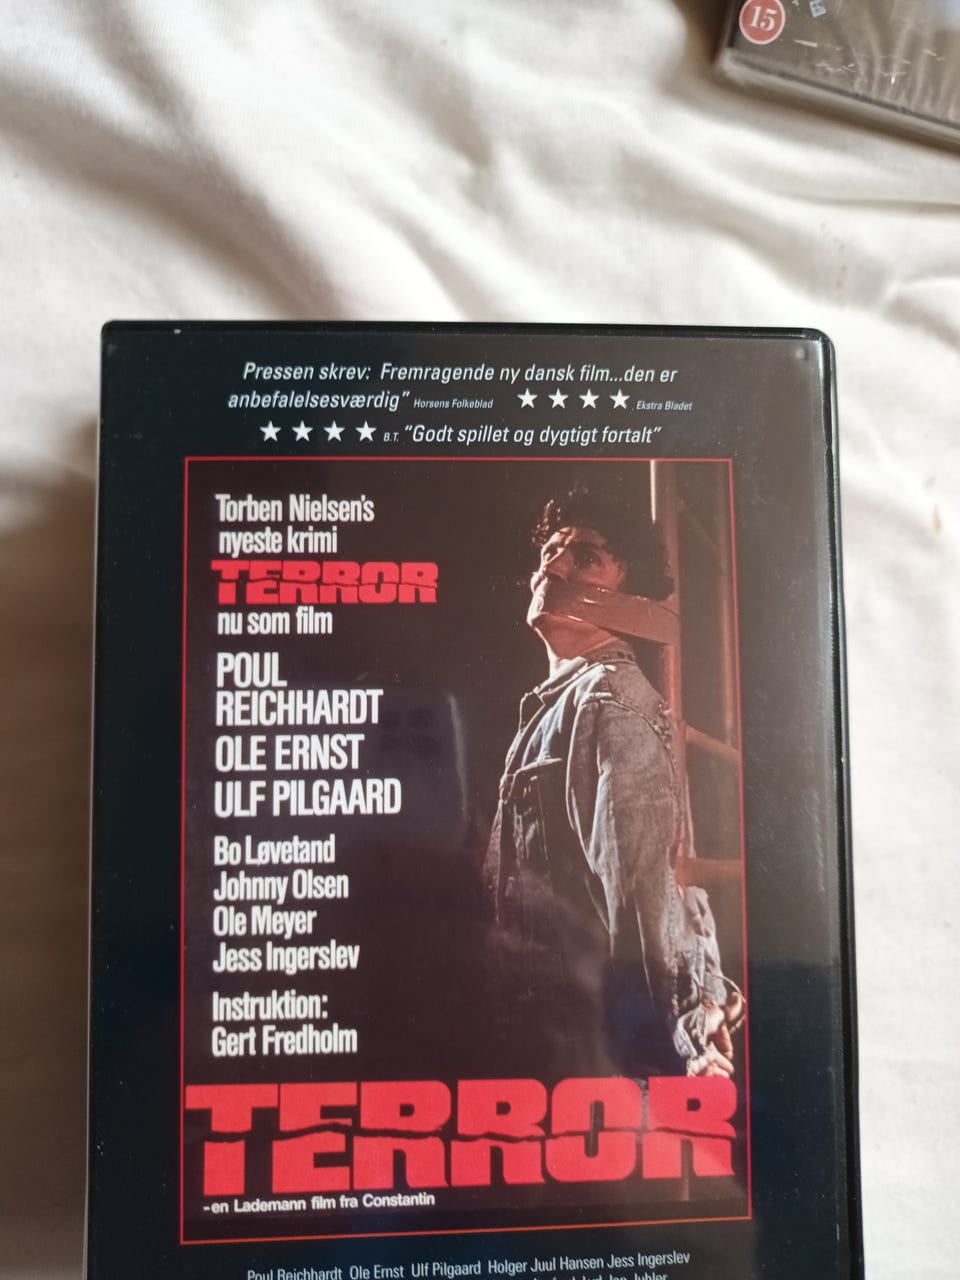 15
Pressen skrev: Fremragende ny dansk film...den er
anbefalelsesværdig" Horsens Folkeblad ★ ★ ★ ★ . Ekstra Bladet
★ ★ ★ ★ B.T. "Godt spillet og dygtigt fortalt"
Torben Nielsen's
nyeste krimi
TERROR
nu som film
POUL
REICHHARDT
OLE ERNST
ULF PILGAARD
Bo Løvetand
Johnny Olsen
Ole Meyer
Jess Ingerslev
Instruktion:
Gert Fredholm
TERROR
-en Lademann film fra Constantin
Poul Reichhardt Ole Ernst Ulf Pilgaard Holger Juul Hansen Jess Ingerslev